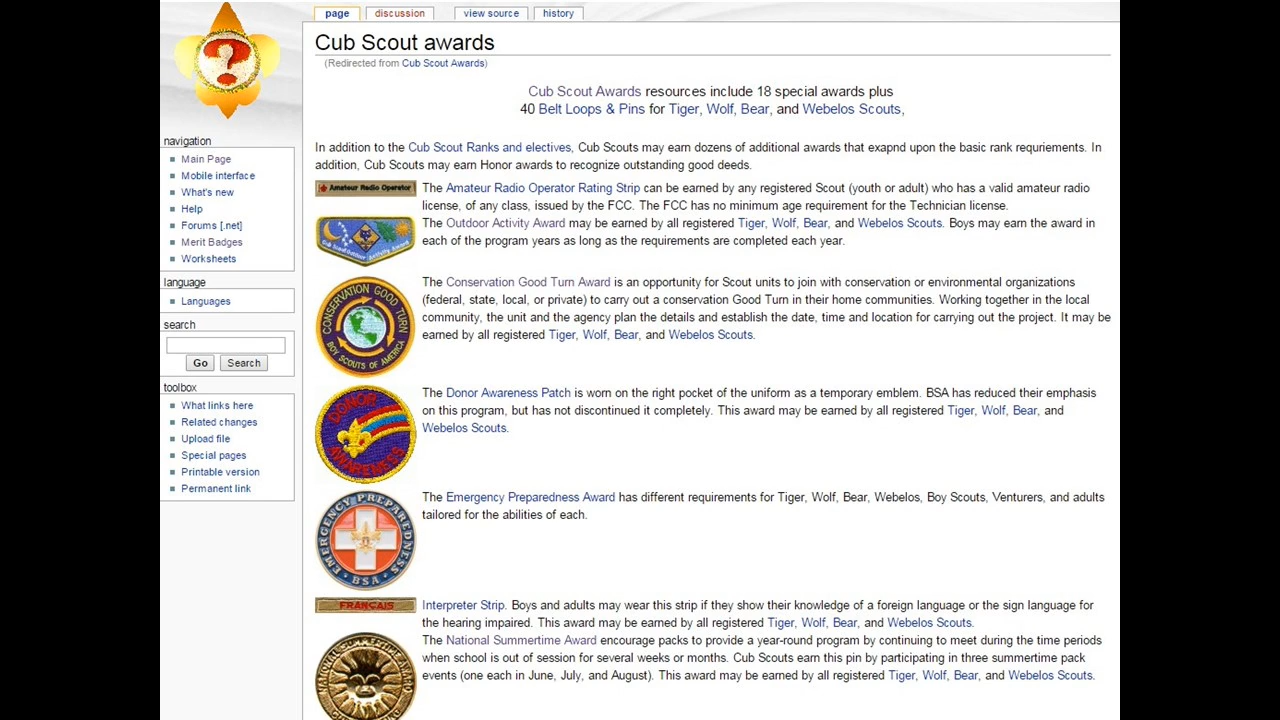 page discussion view source history
Cub Scout awards
(Redirected from Cub Scout Awards)
Cub Scout Awards resources include 18 special awards plus
40 Belt Loops & Pins for Tiger, Wolf, Bear, and Webelos Scouts,
In addition to the Cub Scout Ranks and electives, Cub Scouts may earn dozens of additional awards that exapnd upon the basic rank requriements. In
addition, Cub Scouts may earn Honor awards to recognize outstanding good deeds.
Amateur Radio Operator
The Amateur Radio Operator Rating Strip can be earned by any registered Scout (youth or adult) who has a valid amateur radio
license, of any class, issued by the FCC. The FCC has no minimum age requirement for the Technician license.
Cub Scout Outdoor Activity Award
The Outdoor Activity Award may be earned by all registered Tiger, Wolf, Bear, and Webelos Scouts. Boys may earn the award in
each of the program years as long as the requirements are completed each year.
CONSERVATION GOOD TURN
BOY SCOUTS OF AMERICA
The Conservation Good Turn Award is an opportunity for Scout units to join with conservation or environmental organizations
(federal, state, local, or private) to carry out a conservation Good Turn in their home communities. Working together in the local
community, the unit and the agency plan the details and establish the date, time and location for carrying out the project. It may be
earned by all registered Tiger, Wolf, Bear, and Webelos Scouts.
DONOR
AWARENESS
The Donor Awareness Patch is worn on the right pocket of the uniform as a temporary emblem. BSA has reduced their emphasis
on this program, but has not discontinued it completely. This award may be earned by all registered Tiger, Wolf, Bear, and
Webelos Scouts.
EMERGENCY PREPAREDNESS
BSA
The Emergency Preparedness Award has different requirements for Tiger, Wolf, Bear, Webelos, Boy Scouts, Venturers, and adults
tailored for the abilities of each.
FRANÇAIS
Interpreter Strip. Boys and adults may wear this strip if they show their knowledge of a foreign language or the sign language for
the hearing impaired. This award may be earned by all registered Tiger, Wolf, Bear, and Webelos Scouts.
NATIONAL SUMMERTIME AWARD
The National Summertime Award encourage packs to provide a year-round program by continuing to meet during the time periods
when school is out of session for several weeks or months. Cub Scouts earn this pin by participating in three summertime pack
events (one each in June, July, and August). This award may be earned by all registered Tiger, Wolf, Bear, and Webelos Scouts.
navigation
Main Page
Mobile interface
What's new
Help
Forums [.net]
Merit Badges
Worksheets
language
Languages
search
Go Search
toolbox
What links here
Related changes
Upload file
Special pages
Printable version
Permanent link